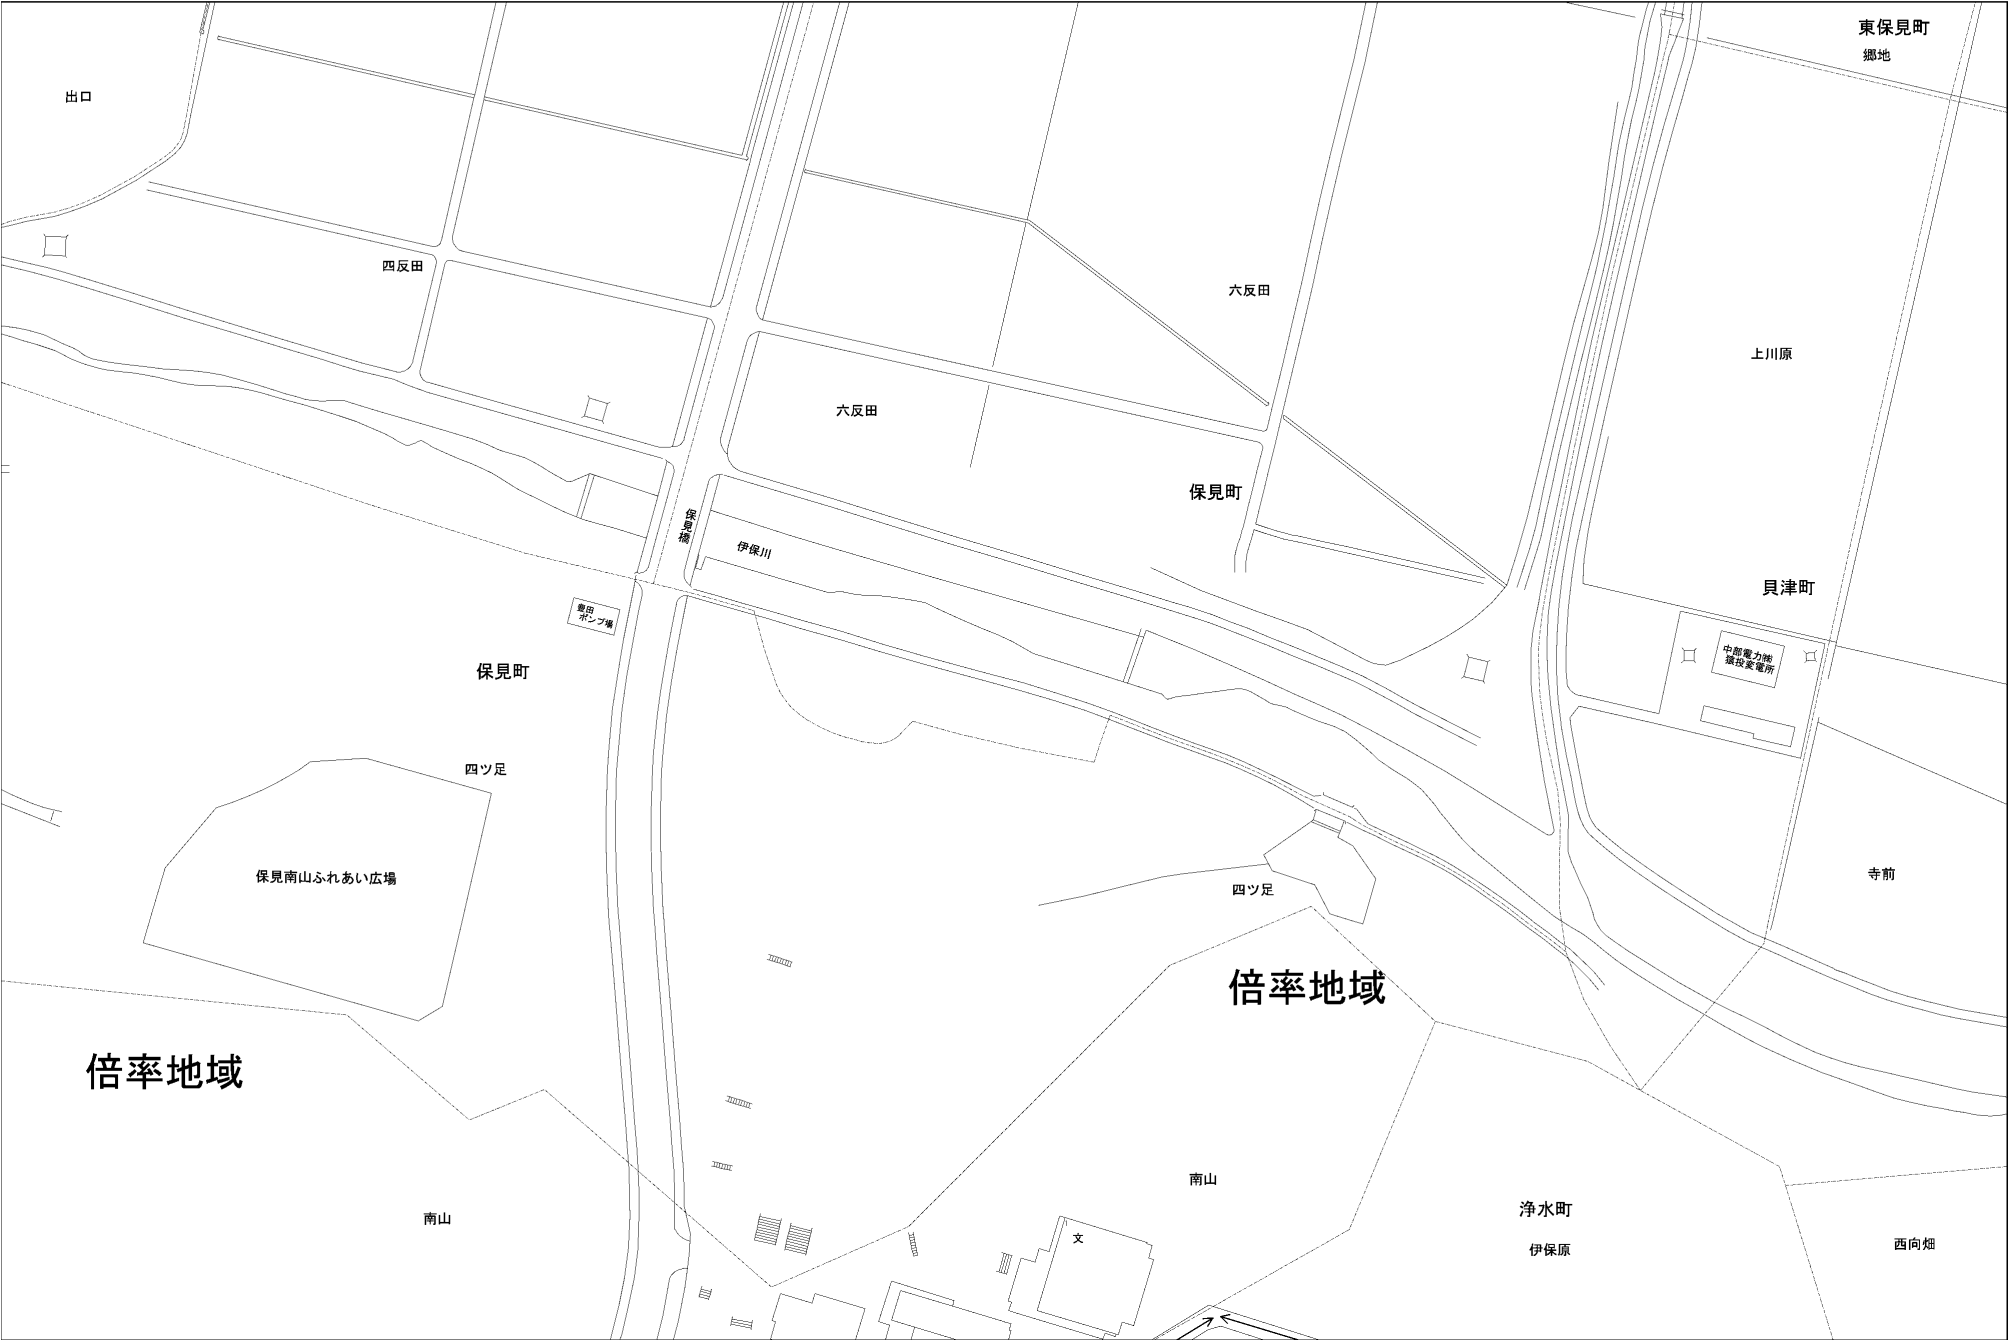 東保見町
郷地
出口
四反田
六反田
上川原
六反田
保見町
保見橋
伊保川
貝津町
豊田
ポンプ場
中部電力㈱
猿投変電所
保見町
四ツ足
保見南山ふれあい広場
寺前
四ツ足
倍率地域
倍率地域
南山
南山
浄水町
伊保原
文
西向畑